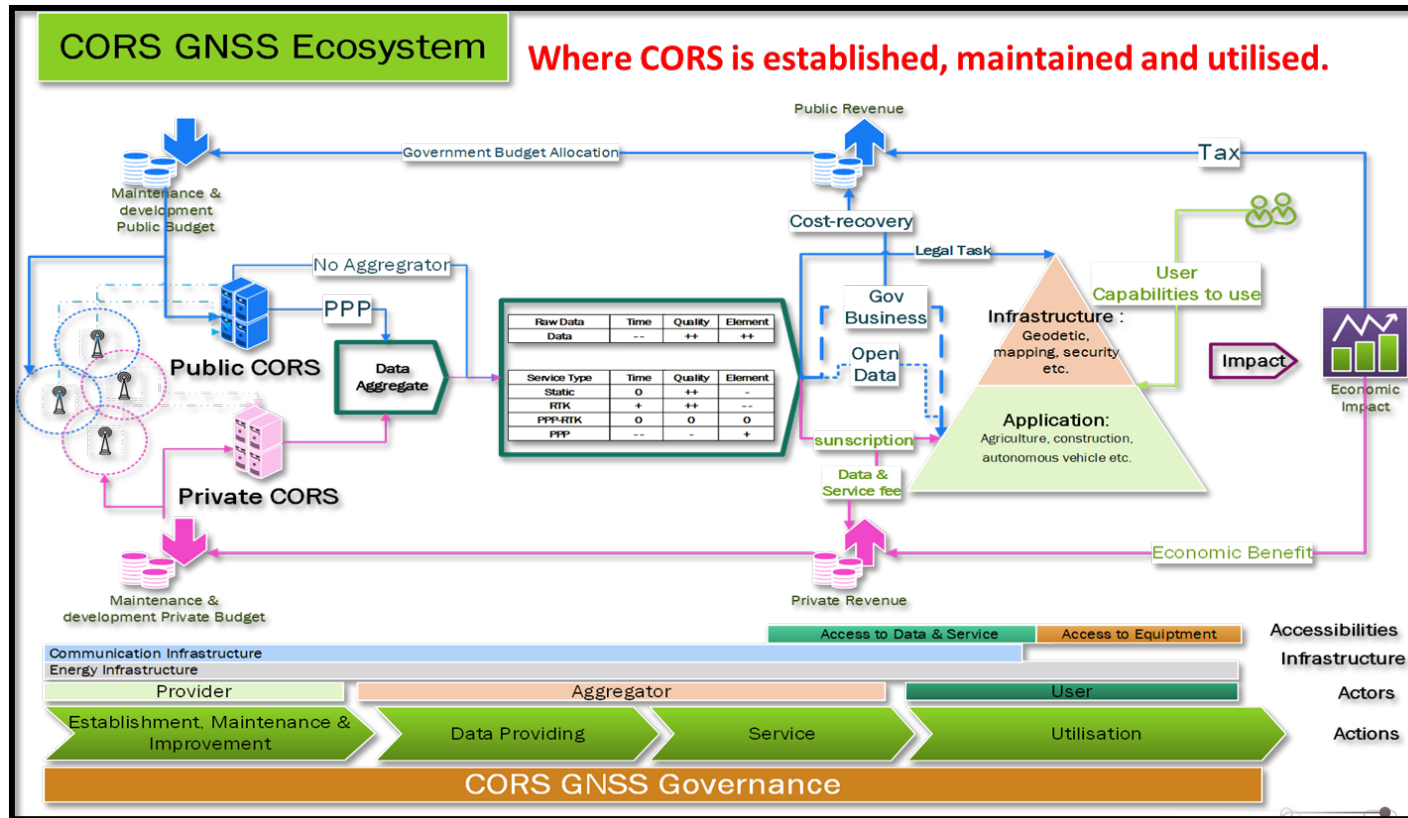 CORS GNSS Ecosystem
Where CORS is established, maintained and utilised.
Public Revenue
Government Budget Allocation
Tax
Maintenance &
development
Public Budget
Cost-recovery
No Aggregrator
Legal Task
User
Capabilities to use
PPP
Gov
Business
Infrastructure :
Geodetic,
mapping, security
etc.
Raw Data Time Quality Element
Data -- ++ ++
Public CORS
Data
Aggregate
Open
Data
Impact
Economic
Impact
Service Type Time Quality Element
Static 0 ++ -
RTK + ++ --
PPP-RTK 0 0 0
PPP -- - +
Application:
Agriculture, construction,
autonomous vehicle etc.
sunscription
Private CORS
Data &
Service fee
Economic Benefit
Maintenance &
development Private Budget
Private Revenue
Access to Data & Service Access to Equiptment Accessibilities
Communication Infrastructure
Energy Infrastructure
Infrastructure
Provider Aggregator User Actors
Establishment, Maintenance &
Improvement
Data Providing
Service
Utilisation
Actions
CORS GNSS Governance